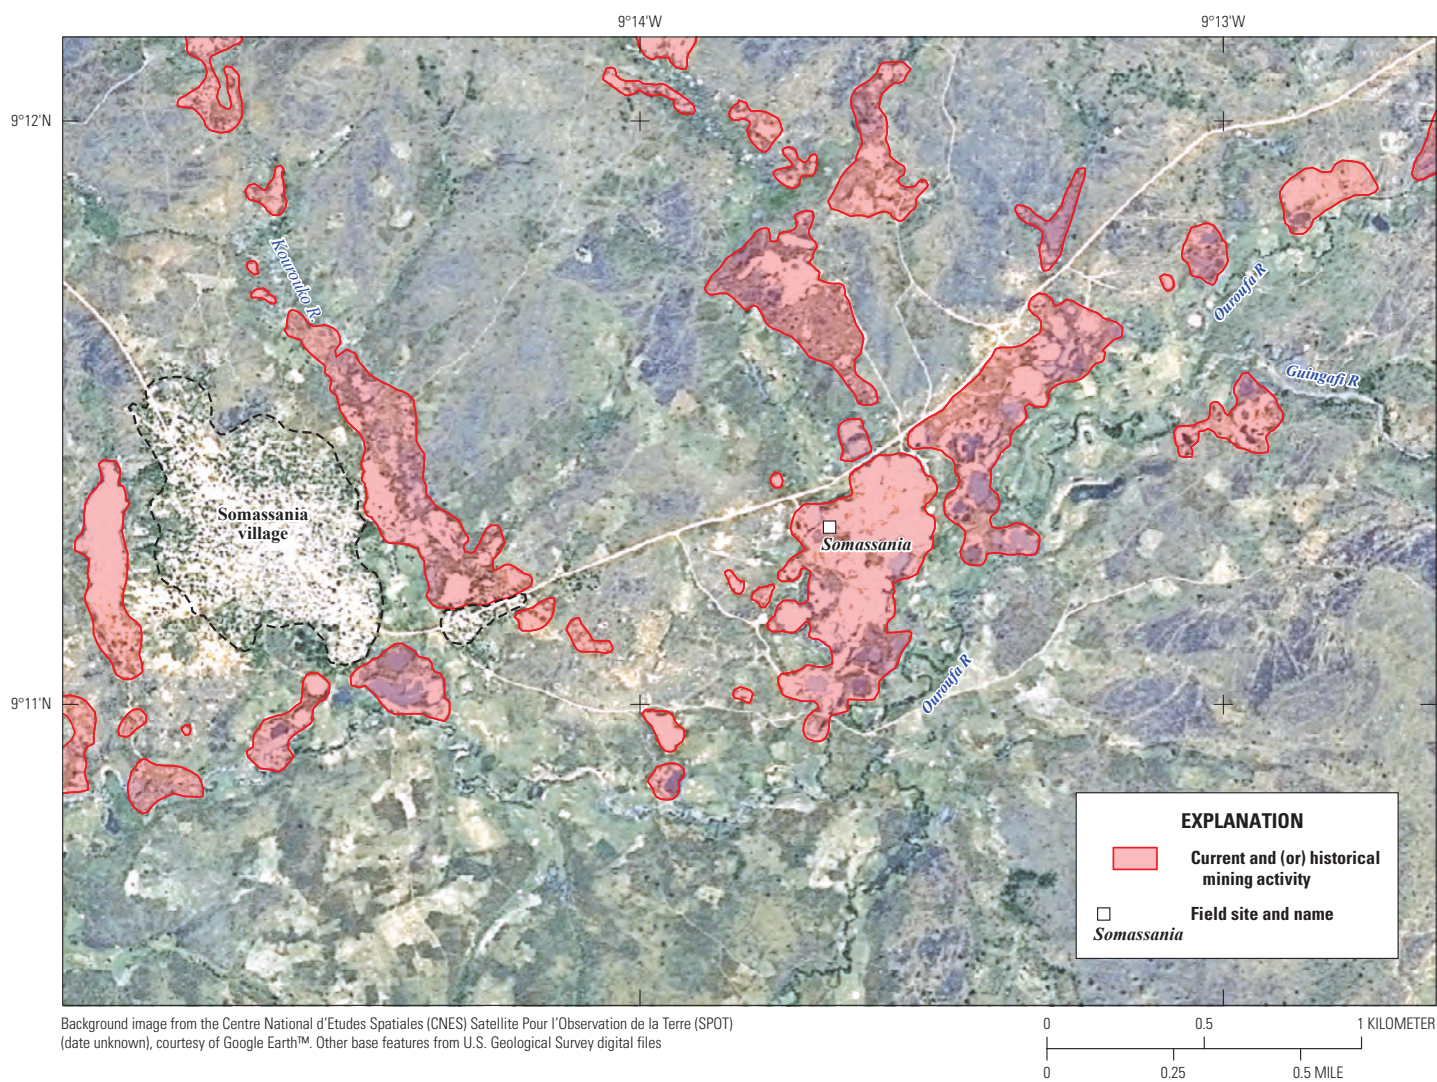 9°14'W
9°13'W
9°12'N
Kourouko R.
Ouroufa R
Guingafi R
Somassania
village
Somassania
Ouroufa R
9°11'N
EXPLANATION
Current and (or) historical
mining activity
Field site and name
Somassania
Background image from the Centre National d'Etudes Spatiales (CNES) Satellite Pour l'Observation de la Terre (SPOT)
(date unknown), courtesy of Google Earth™. Other base features from U.S. Geological Survey digital files
0 0.5 1 KILOMETER
0 0.25 0.5 MILE